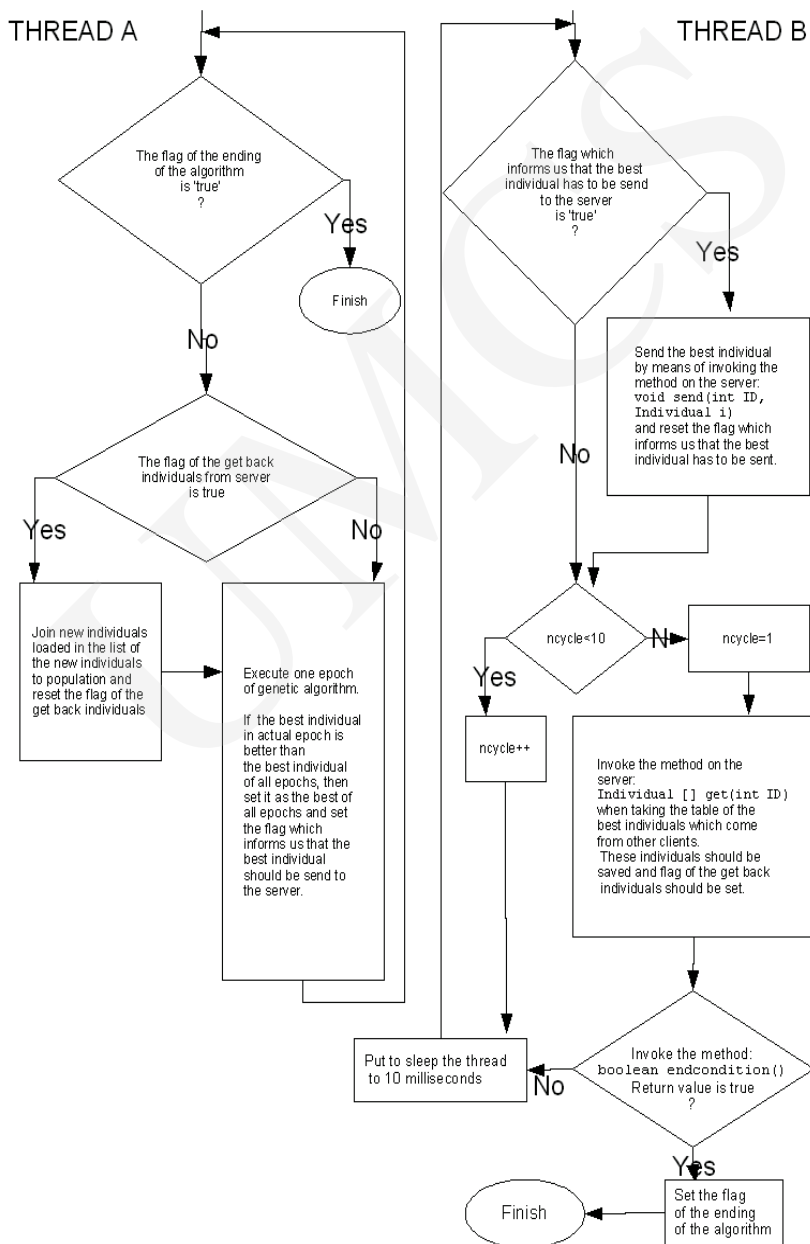 THREAD A
The flag of the ending
of the algorithm
is 'true'
?
Yes
Finish
No
The flag of the get back
individuals from server
is true
Yes
No
Join new individuals
loaded in the list of
the new individuals
to population and
reset the flag of the
get back individuals
Execute one epoch
of genetic algorithm.
If the best individual
in actual epoch is
better than
the best individual
of all epochs, then
set it as the best of
all epochs and set
the flag which
informs us that the
best individual
should be send to
the server.
THREAD B
The flag which
informs us that the best
individual has to be send
to the server
is 'true'
?
Yes
Send the best individual
by means of invoking the
method on the server:
void send(int ID,
Individual i)
and reset the flag which
informs us that the best
individual has to be sent.
No
ncycle<10
N
ncycle=1
Yes
ncycle++
Invoke the method on the
server:
Individual [] get(int ID)
when taking the table of the
best individuals which come
from other clients.
These individuals should be
saved and flag of the get back
individuals should be set.
Put to sleep the thread
to 10 milliseconds
No
Invoke the method:
boolean endcondition()
Return value is true
?
Yes
Set the flag
of the ending
of the algorithm
Finish
UMCS